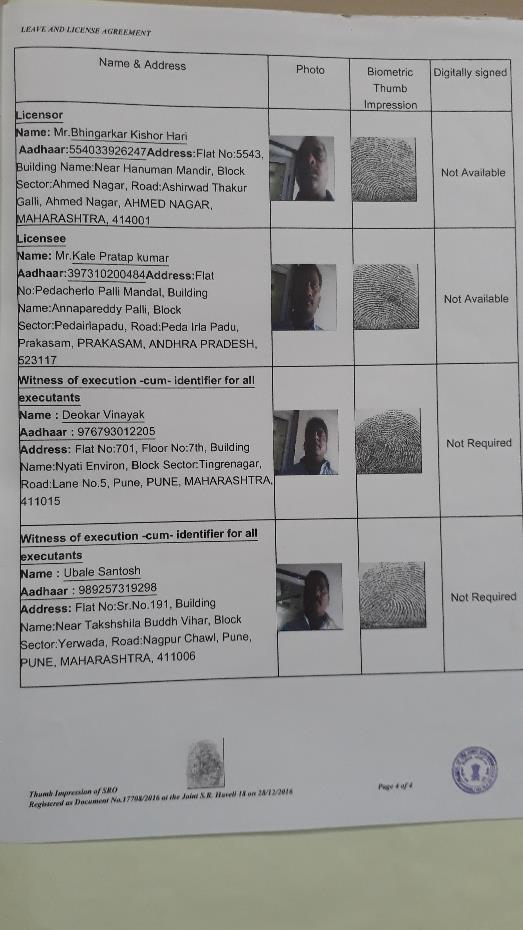 LEAVE AND LICENSE AGREEMENT
Name & Address
Photo
Biometric
Thumb
Impression
Digitally signed
Licensor
Name: Mr.Bhingarkar Kishor Hari
Aadhaar:554033926247Address:Flat No:5543,
Building Name:Near Hanuman Mandir, Block
Sector:Ahmed Nagar, Road:Ashirwad Thakur
Galli, Ahmed Nagar, AHMED NAGAR,
MAHARASHTRA, 414001
Not Available
Licensee
Name: Mr.Kale Pratap kumar
Aadhaar:397310200484Address:Flat
No:Pedacherlo Palli Mandal, Building
Name:Annapareddy Palli, Block
Sector:Pedairlapadu, Road:Peda Irla Padu,
Prakasam, PRAKASAM, ANDHRA PRADESH,
523117
Not Available
Witness of execution -cum- identifier for all
executants
Name : Deokar Vinayak
Aadhaar : 976793012205
Address: Flat No:701, Floor No:7th, Building
Name:Nyati Environ, Block Sector:Tingrenagar,
Road:Lane No.5, Pune, PUNE, MAHARASHTRA,
411015
Not Required
Witness of execution -cum- identifier for all
executants
Name : Ubale Santosh
Aadhaar : 989257319298
Address: Flat No:Sr.No.191, Building
Name:Near Takshshila Buddh Vihar, Block
Sector:Yerwada, Road:Nagpur Chawl, Pune,
PUNE, MAHARASHTRA, 411006
Not Required
Thumb Impression of SRO
Registered as Document No.17708/2016 at the Joint S.R. Haveli 18 on 28/12/2016
Page 4 of 4